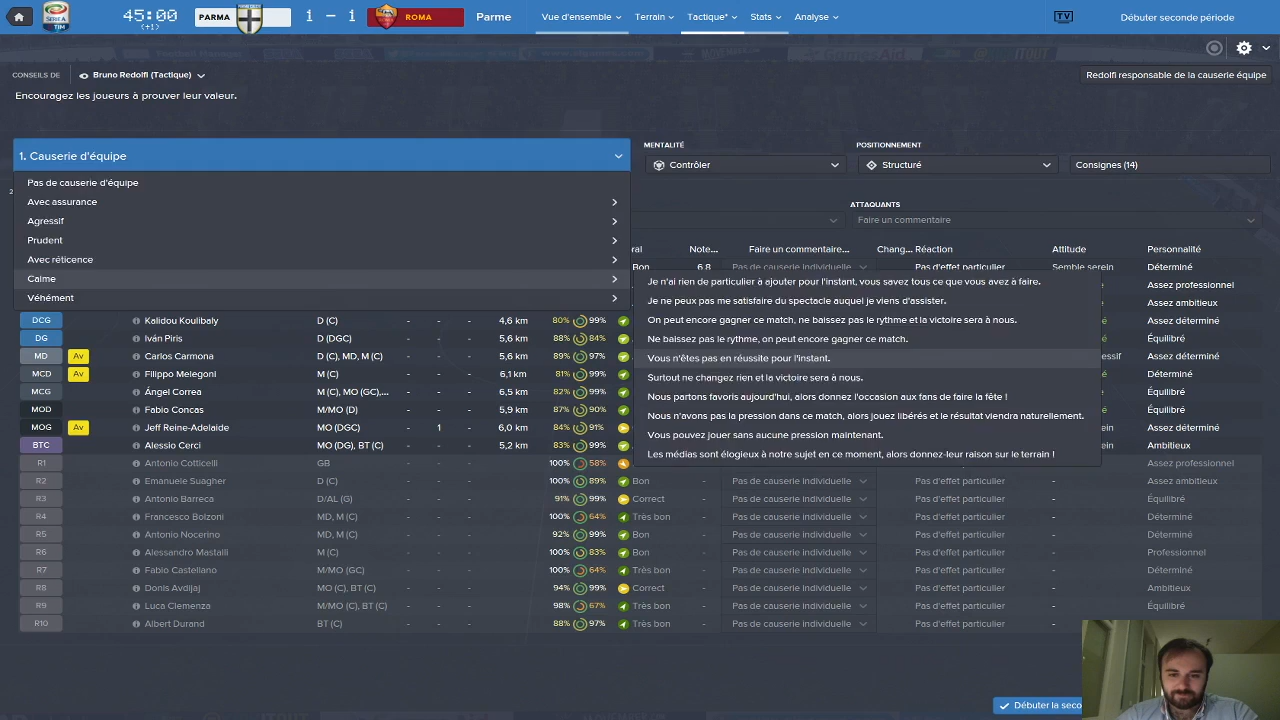 45:00 (+1) PARMA 1 – 1 ROMA Parme Vue d'ensemble Terrain Tactique* Stats Analyse TV Débuter seconde période
SERIE A TIM
CONSEILS DE Bruno Redolfi (Tactique) Redolfi responsable de la causerie équipe
Encouragez les joueurs à prouver leur valeur.
MENTALITÉ POSITIONNEMENT
1. Causerie d'équipe Contrôler Structuré Consignes (14)
Pas de causerie d'équipe
Avec assurance ATTAQUANTS
Agressif Faire un commentaire
Prudent
ral Note... Faire un commentaire... Chang... Réaction Attitude Personnalité
Avec réticence
Bon 6.8 Pas de causerie individuelle Pas d'effet particulier Semble serein Déterminé
Calme Je n'ai rien de particulier à ajouter pour l'instant, vous savez tous ce que vous avez à faire. Assez professionnel
Véhément Je ne peux pas me satisfaire du spectacle auquel je viens d'assister. Assez ambitieux
DCG Kalidou Koulibaly D (C) - - 4,6 km 80% 99% On peut encore gagner ce match, ne baissez pas le rythme et la victoire sera à nous. Assez déterminé
DG Iván Piris D (DGC) - - 5,6 km 88% 84% Ne baissez pas le rythme, on peut encore gagner ce match. Équilibré
MD Av Carlos Carmona D (C), MD, M (C) - - 5,6 km 89% 97% Vous n'êtes pas en réussite pour l'instant. essif Assez déterminé
MCD Av Filippo Melegoni M (C) - - 6,1 km 81% 99% Surtout ne changez rien et la victoire sera à nous. Équilibré
MCG Ángel Correa M (C), MO (GC),... - - 6,5 km 82% 99% Nous partons favoris aujourd'hui, alors donnez l'occasion aux fans de faire la fête ! Équilibré
MOD Fabio Concas M/MO (D) - - 5,9 km 87% 90% Nous n'avons pas la pression dans ce match, alors jouez libérés et le résultat viendra naturellement. Équilibré
MOG Av Jeff Reine-Adelaide MO (DGC) - 1 6,0 km 84% 91% Vous pouvez jouer sans aucune pression maintenant. Assez déterminé
BTC Alessio Cerci MO (DG), BT (C) - - 5,2 km 83% 99% Les médias sont élogieux à notre sujet en ce moment, alors donnez-leur raison sur le terrain ! Ambitieux
R1 Antonio Cotticelli GB 100% 58% Assez professionnel
R2 Emanuele Suagher D (C) 100% 89% Bon - Pas de causerie individuelle Pas d'effet particulier - Assez ambitieux
R3 Antonio Barreca D/AL (G) 91% 99% Correct - Pas de causerie individuelle Pas d'effet particulier - Équilibré
R4 Francesco Bolzoni MD, M (C) 100% 64% Très bon - Pas de causerie individuelle Pas d'effet particulier - Déterminé
R5 Antonio Nocerino MD, M (C) 92% 99% Bon - Pas de causerie individuelle Pas d'effet particulier - Déterminé
R6 Alessandro Mastalli M (C) 100% 83% Bon - Pas de causerie individuelle Pas d'effet particulier - Professionnel
R7 Fabio Castellano M/MO (GC) 100% 64% Très bon - Pas de causerie individuelle Pas d'effet particulier - Déterminé
R8 Donis Avdijaj MO (C), BT (C) 94% 99% Correct - Pas de causerie individuelle Pas d'effet particulier - Ambitieux
R9 Luca Clemenza M/MO (C), BT (C) 98% 67% Très bon - Pas de causerie individuelle Pas d'effet particulier - Équilibré
R10 Albert Durand BT (C) 88% 97% Très bon - Pas de causerie individuelle Pas d'effet particulier -
Débuter la seco